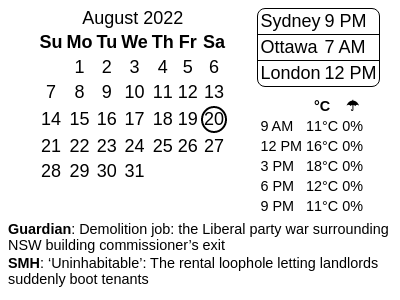 August 2022
Su Mo Tu We Th Fr Sa
1 2 3 4 5 6
7 8 9 10 11 12 13
14 15 16 17 18 19 20
21 22 23 24 25 26 27
28 29 30 31
Sydney 9 PM
Ottawa 7 AM
London 12 PM
°C ☂
9 AM 11°C 0%
12 PM 16°C 0%
3 PM 18°C 0%
6 PM 12°C 0%
9 PM 11°C 0%
Guardian: Demolition job: the Liberal party war surrounding
NSW building commissioner’s exit
SMH: ‘Uninhabitable’: The rental loophole letting landlords
suddenly boot tenants